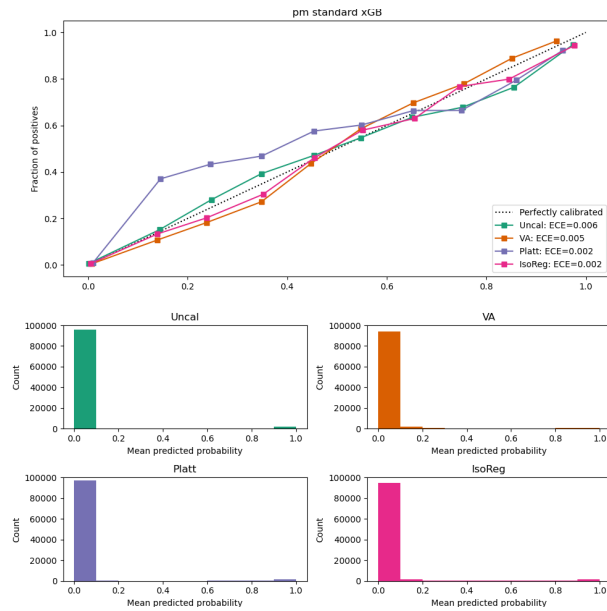 pm standard xGB
1.0
0.8
0.6
0.4
0.2
0.0
Fraction of positives
Perfectly calibrated
Uncal: ECE=0.006
VA: ECE=0.005
Platt: ECE=0.002
IsoReg: ECE=0.002
0.0 0.2 0.4 0.6 0.8 1.0
Uncal
100000
80000
60000
40000
20000
0
Count
0.0 0.2 0.4 0.6 0.8 1.0
Mean predicted probability
VA
100000
80000
60000
40000
20000
0
Count
0.0 0.2 0.4 0.6 0.8 1.0
Mean predicted probability
Platt
100000
80000
60000
40000
20000
0
Count
0.0 0.2 0.4 0.6 0.8 1.0
Mean predicted probability
IsoReg
100000
80000
60000
40000
20000
0
Count
0.0 0.2 0.4 0.6 0.8 1.0
Mean predicted probability